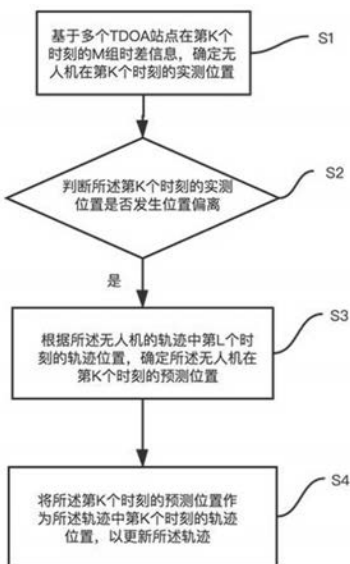 基于多个TDOA站点在第K个
时刻的M组时差信息，确定无
人机在第K个时刻的实测位置
S1
判断所述第K个时刻的实测
位置是否发生位置偏离
S2
是
根据所述无人机的轨迹中第L个时
刻的轨迹位置，确定所述无人机在
第K个时刻的预测位置
S3
将所述第K个时刻的预测位置作
为所述轨迹中第K个时刻的轨迹
位置，以更新所述轨迹
S4